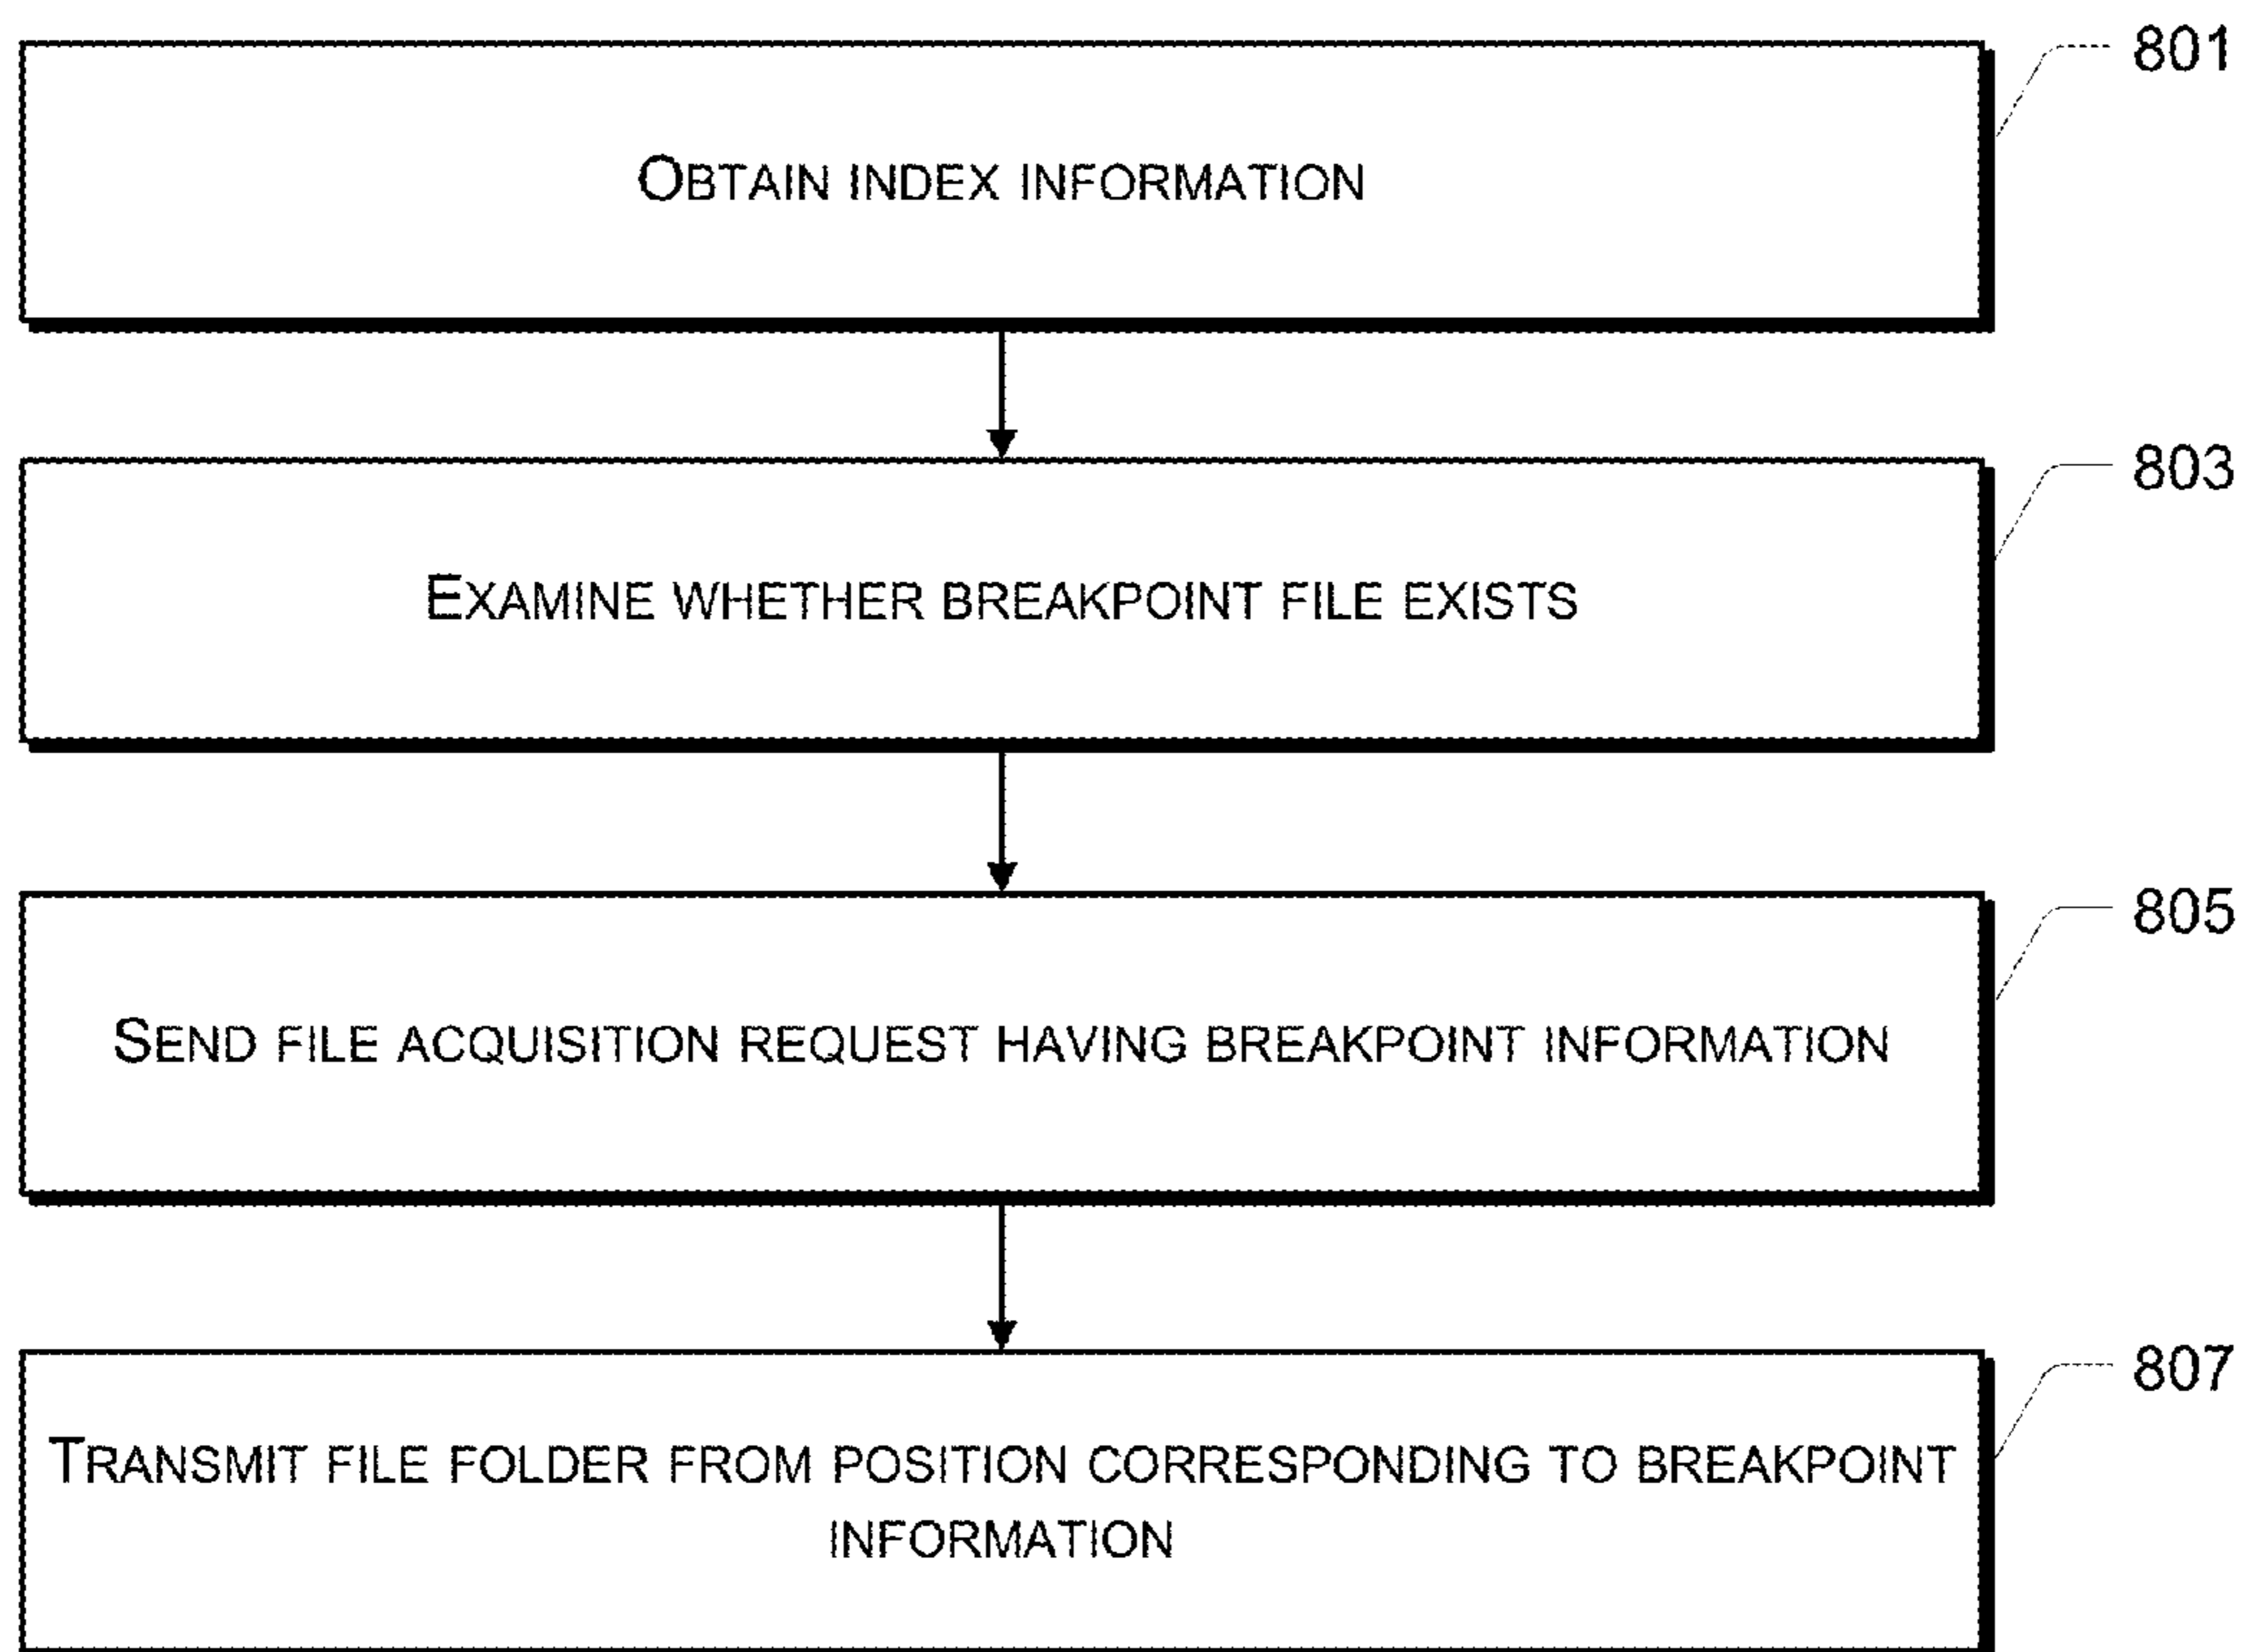 801
OBTAIN INDEX INFORMATION
803
EXAMINE WHETHER BREAKPOINT FILE EXISTS
805
SEND FILE ACQUISITION REQUEST HAVING BREAKPOINT INFORMATION
807
TRANSMIT FILE FOLDER FROM POSITION CORRESPONDING TO BREAKPOINT
INFORMATION